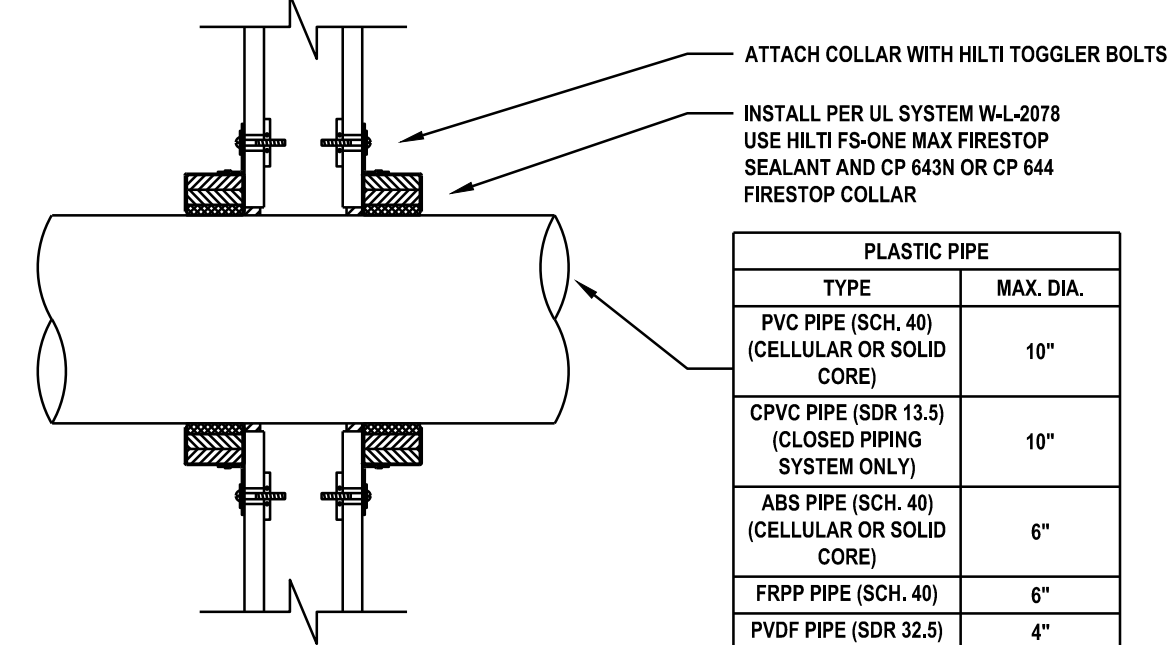 ATTACH COLLAR WITH HILTI TOGGLER BOLTS
INSTALL PER UL SYSTEM W-L-2078
USE HILTI FS-ONE MAX FIRESTOP
SEALANT AND CP 643N OR CP 644
FIRESTOP COLLAR
PLASTIC PIPE
TYPE MAX. DIA.
PVC PIPE (SCH. 40)
(CELLULAR OR SOLID
CORE)
10"
CPVC PIPE (SDR 13.5)
(CLOSED PIPING
SYSTEM ONLY)
10"
ABS PIPE (SCH. 40)
(CELLULAR OR SOLID
CORE)
6"
FRPP PIPE (SCH. 40) 6"
PVDF PIPE (SDR 32.5) 4"